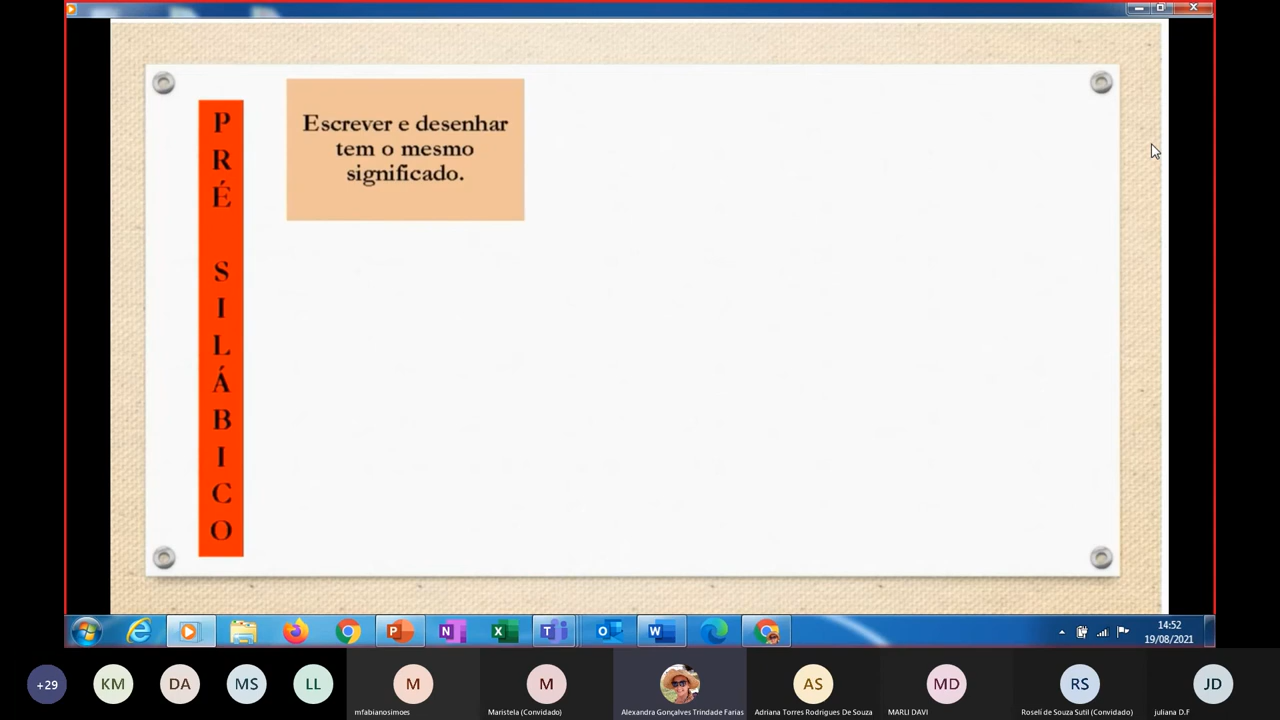 PRÉ SILÁBICO
Escrever e desenhar
tem o mesmo
significado.
14:52
19/08/2021
+29
KM
DA
MS
LL
M
M
AS
MD
RS
JD
mfabianosimoes
Maristela (Convidado)
Alexandra Gonçalves Trindade Farias
Adriana Torres Rodrigues De Souza
MARLI DAVI
Roselí de Souza Sutil (Convidado)
juliana D.F